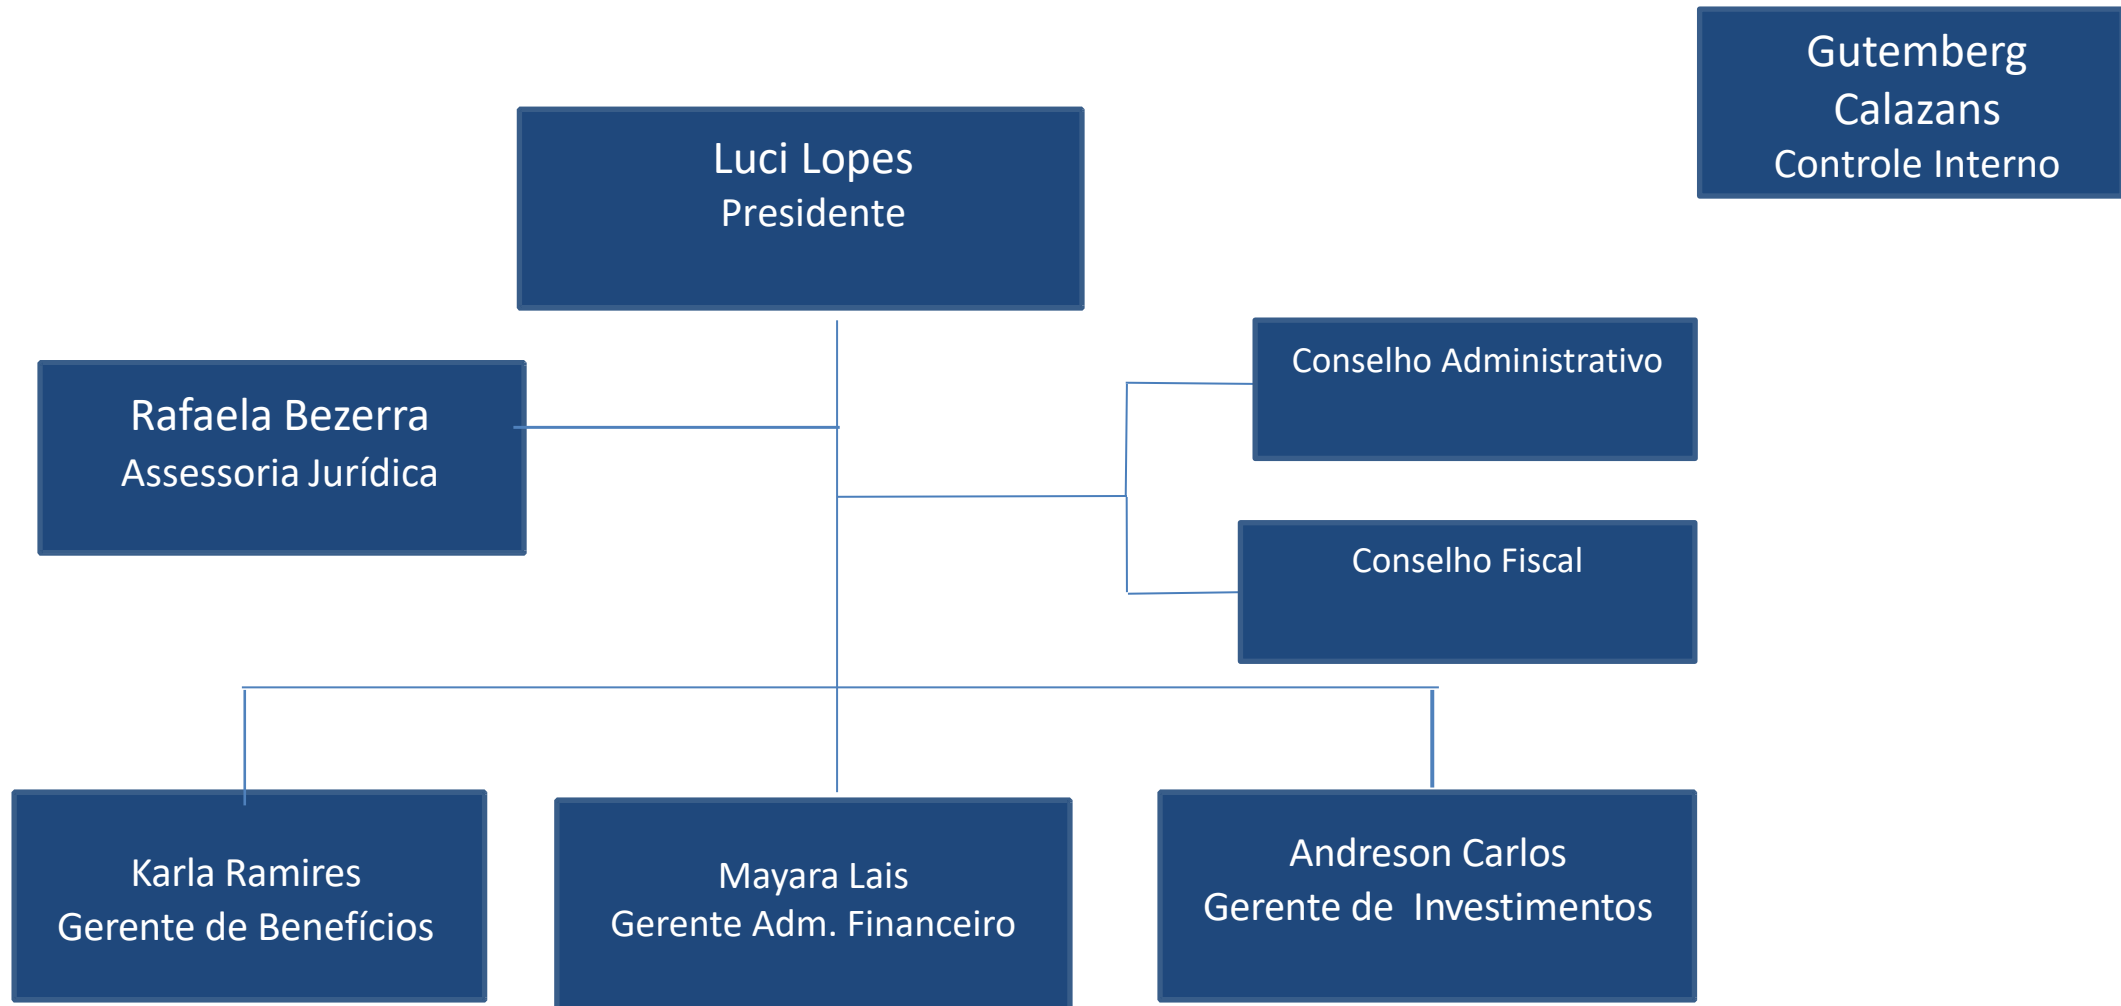 Gutemberg
Calazans
Controle Interno
Luci Lopes
Presidente
Conselho Administrativo
Rafaela Bezerra
Assessoria Jurídica
Conselho Fiscal
Karla Ramires
Gerente de Benefícios
Mayara Lais
Gerente Adm. Financeiro
Andreson Carlos
Gerente de  Investimentos